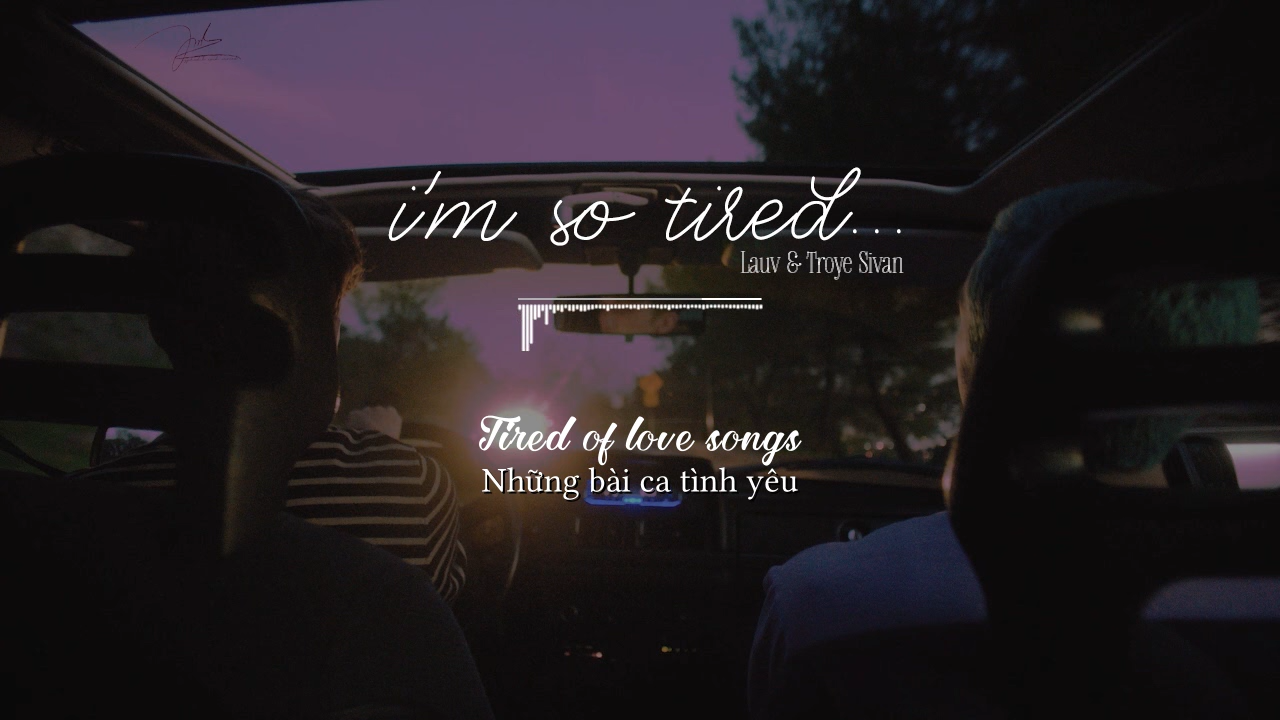 i'm so tired...
Lauv & Troye Sivan
Tired of love songs
Những bài ca tình yêu